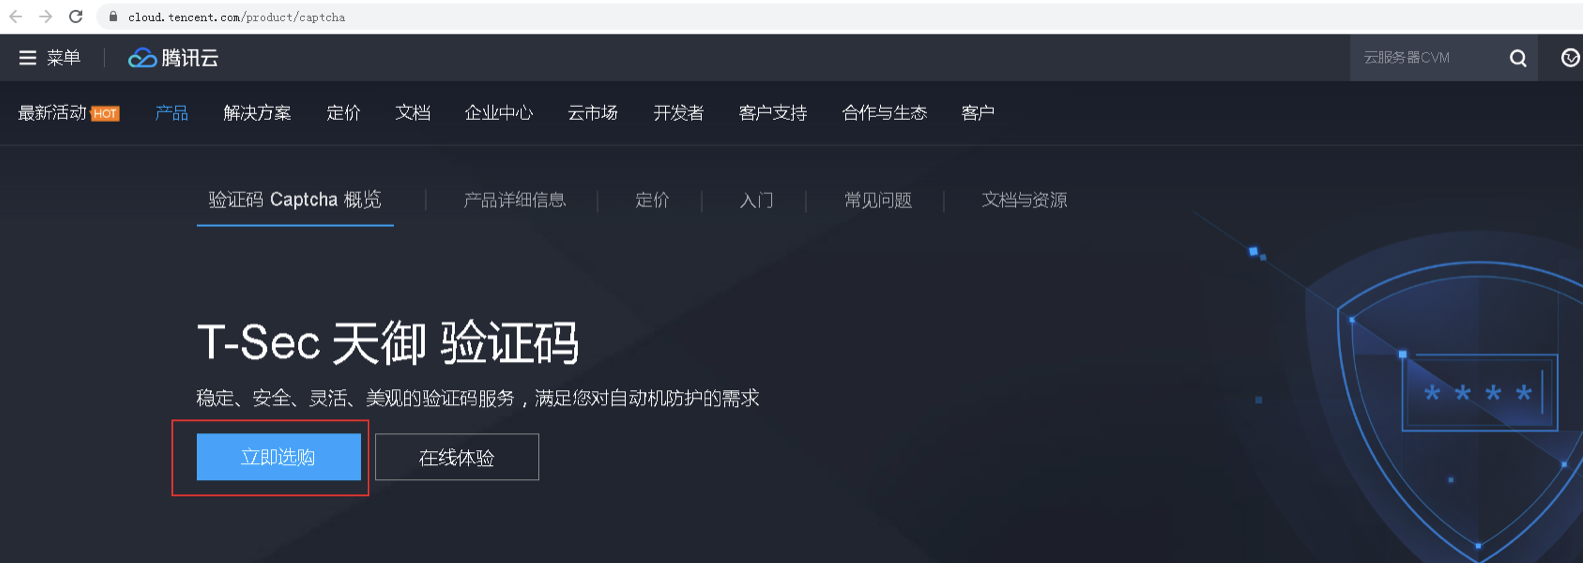 cloud.tencent.com/product/captcha
菜单 腾讯云 云服务器CVM
最新活动 HOT 产品 解决方案 定价 文档 企业中心 云市场 开发者 客户支持 合作与生态 客户
验证码 Captcha 概览 产品详细信息 定价 入门 常见问题 文档与资源
T-Sec 天御 验证码
稳定、安全、灵活、美观的验证码服务，满足您对自动机防护的需求
立即选购 在线体验
****